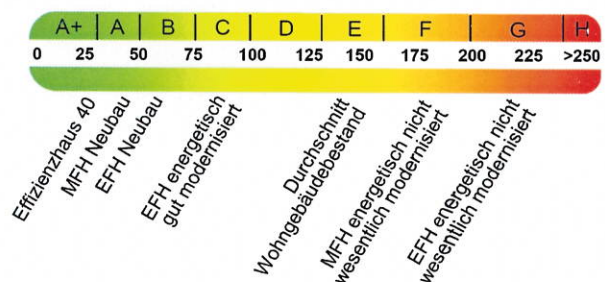 A+ A B C D E F G H
0 25 50 75 100 125 150 175 200 225 >250
Effizienzhaus 40
MFH Neubau
EFH Neubau
EFH energetisch
gut modernisiert
Durchschnitt
Wohngebäudebestand
MFH energetisch nicht
wesentlich modernisiert
EFH energetisch nicht
wesentlich modernisiert